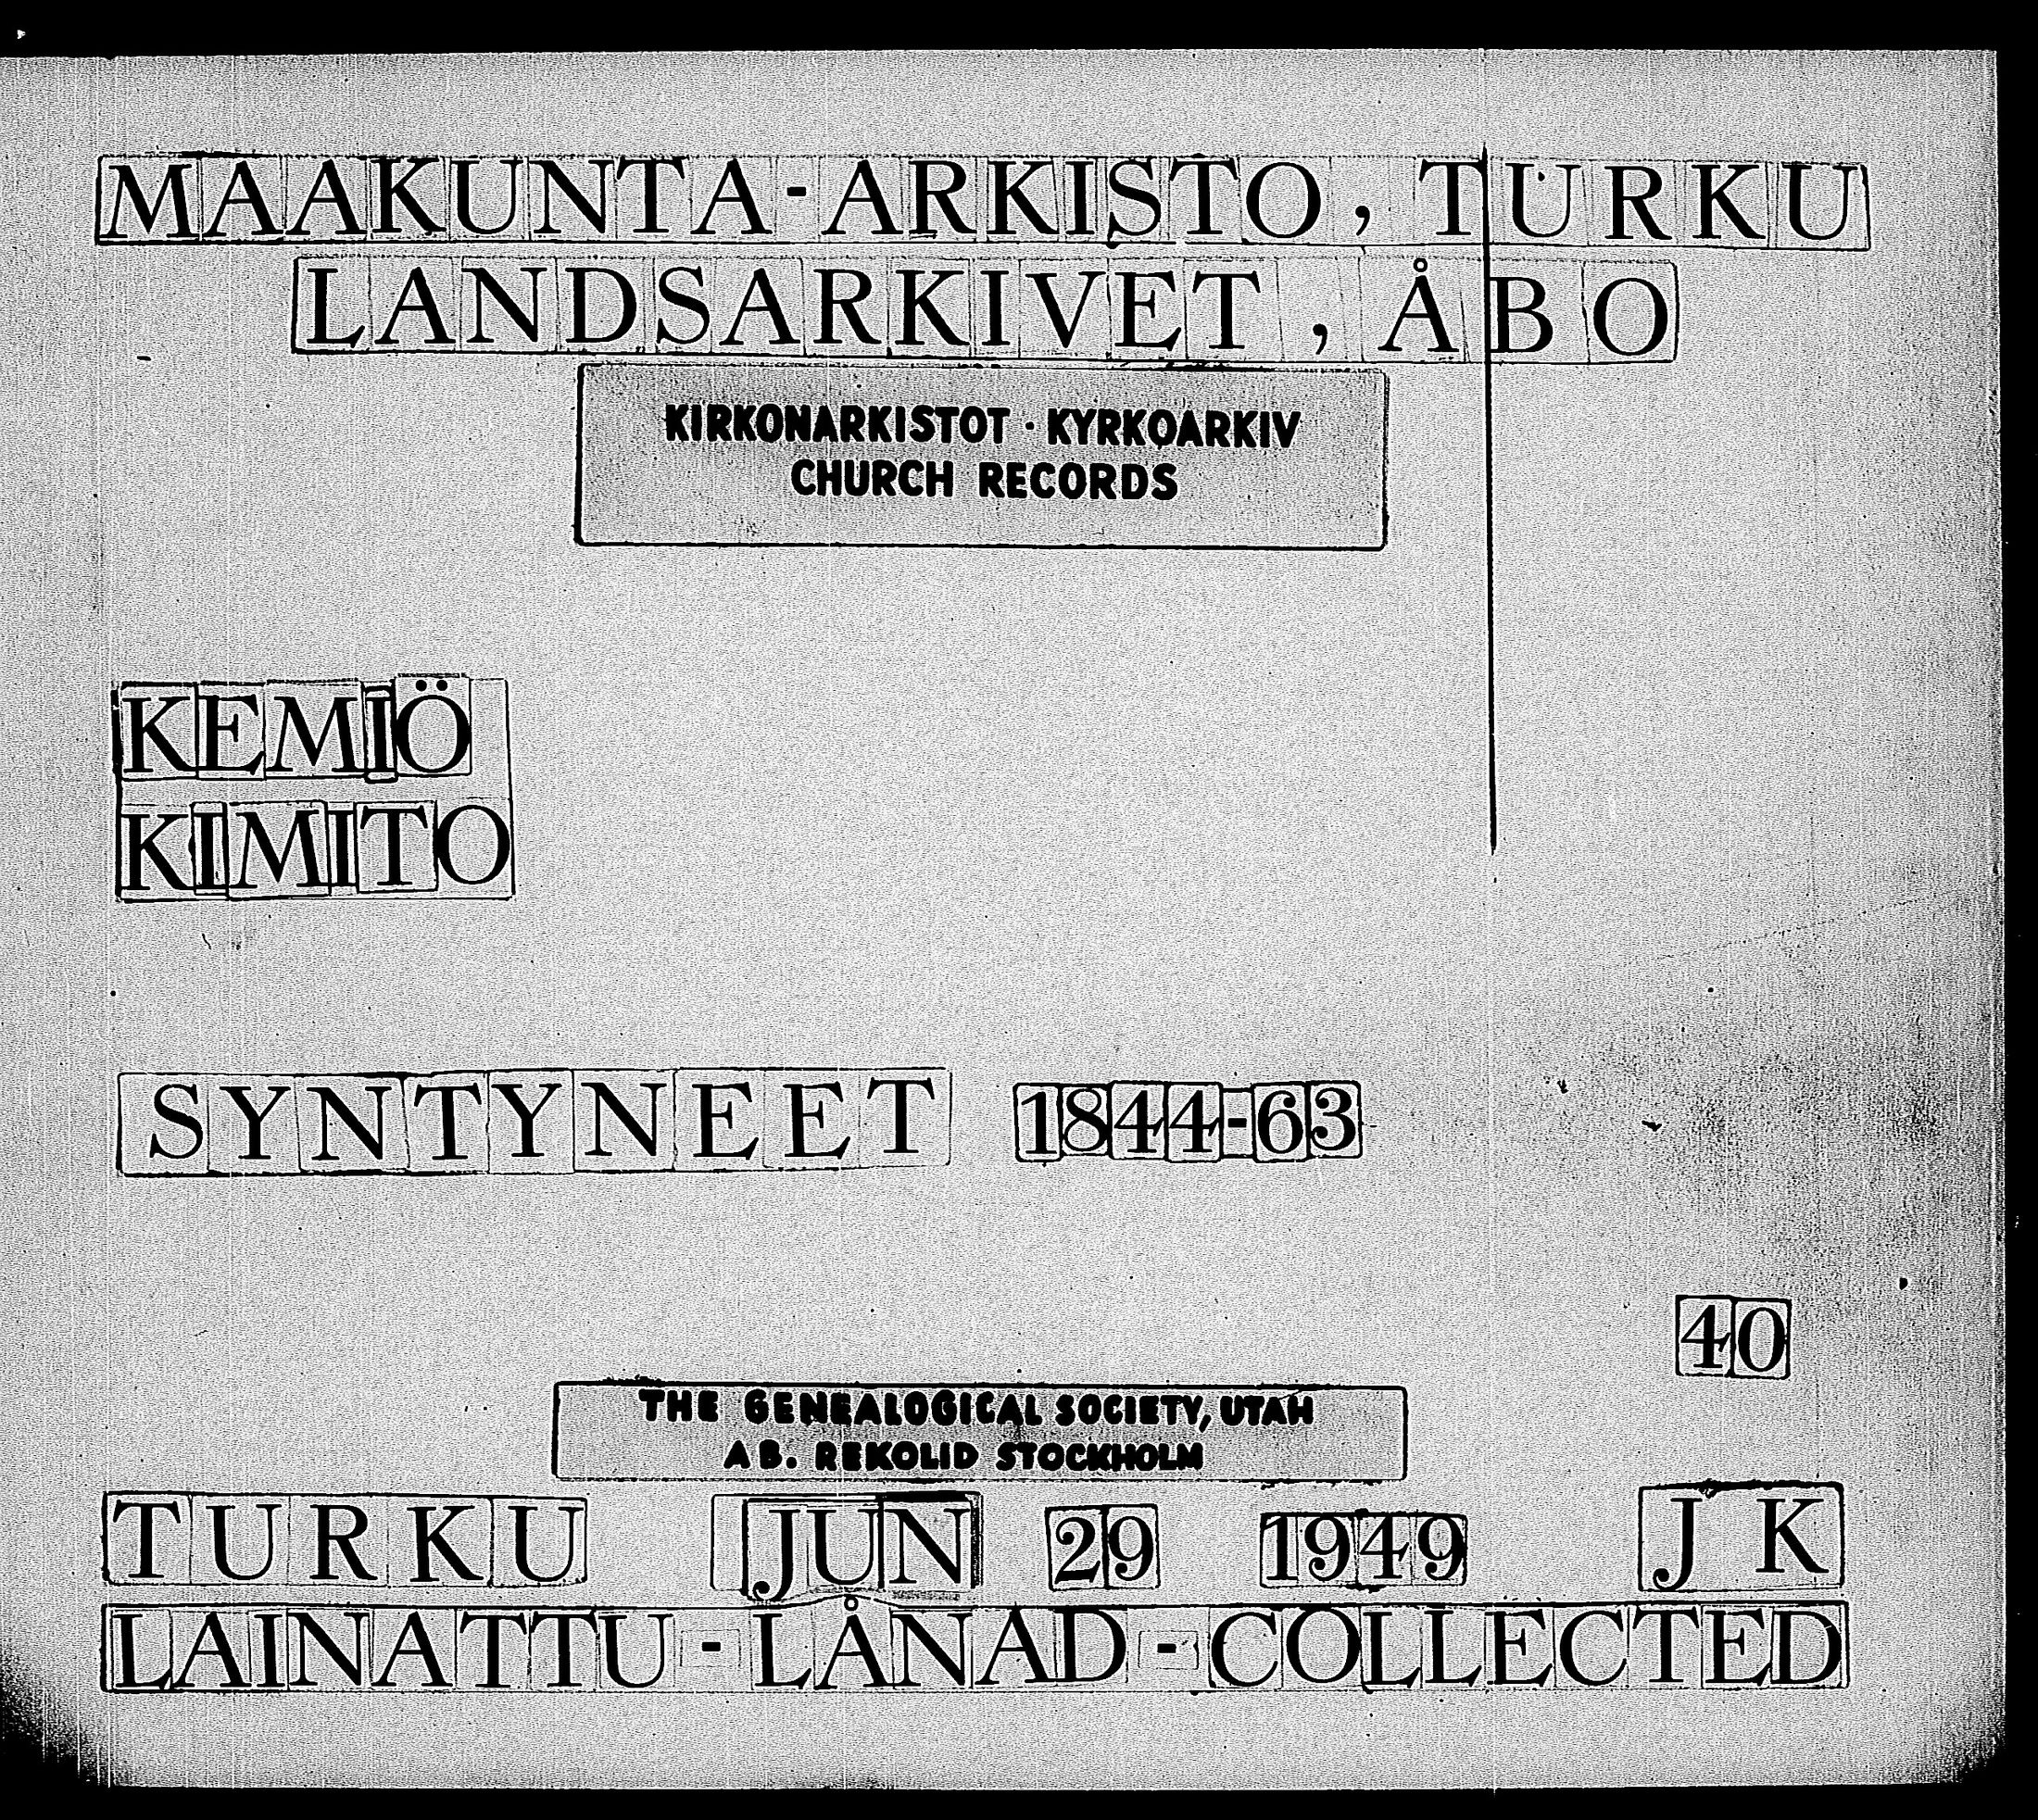 MAAKUNTA-ARKISTO, TURKU
LANDSARKIVET, ÅBO
KIRKONARKISTOT · KYRKOARKIV
CHURCH RECORDS
KEMIÖ
KIMITO
SYNTYNEET 1844-63
40
THE GENEALOGICAL SOCIETY, UTAH
AB. REKOLID STOCKHOLM
TURKU JUN 29 1949 JK
LAINATTU-LÅNAD-COLLECTED